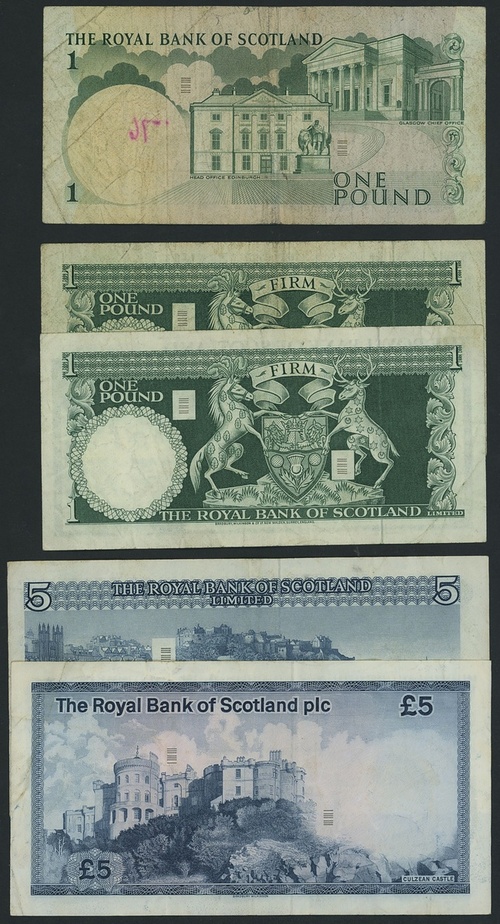 THE ROYAL BANK OF SCOTLAND
1
GLASGOW CHIEF OFFICE
HEAD OFFICE EDINBURGH
1
ONE
POUND
1
FIRM
1
ONE
POUND
1
FIRM
1
ONE
POUND
1
THE ROYAL BANK OF SCOTLAND LIMITED
5
THE ROYAL BANK OF SCOTLAND
5
LIMITED
The Royal Bank of Scotland plc
£5
£5
CULZEAN CASTLE